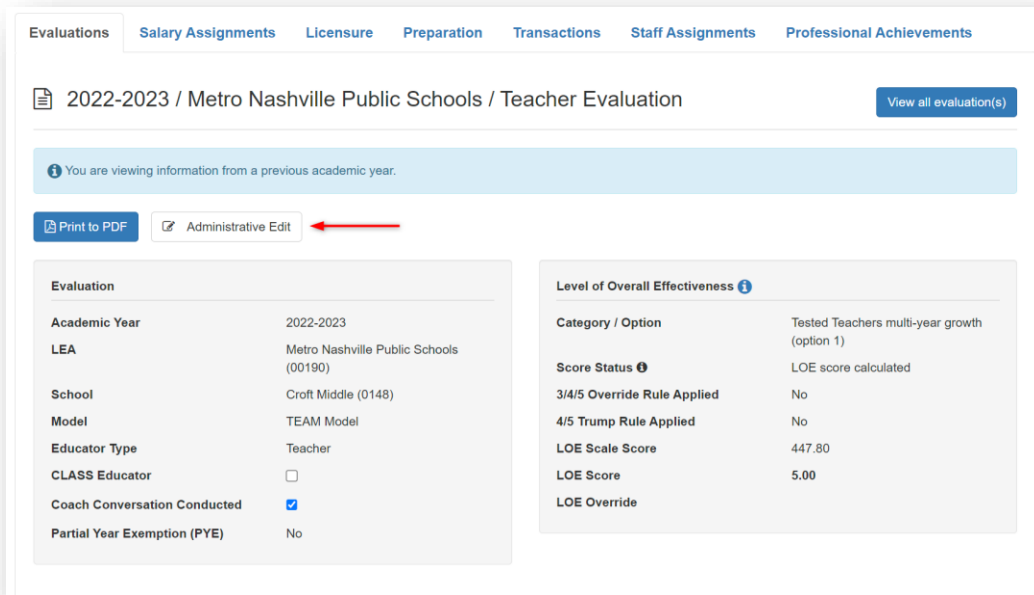 Evaluations Salary Assignments Licensure Preparation Transactions Staff Assignments Professional Achievements
2022-2023 / Metro Nashville Public Schools / Teacher Evaluation
View all evaluation(s)
You are viewing information from a previous academic year.
Print to PDF Administrative Edit
Evaluation
Academic Year 2022-2023
LEA Metro Nashville Public Schools
(00190)
School Croft Middle (0148)
Model TEAM Model
Educator Type Teacher
CLASS Educator
Coach Conversation Conducted
Partial Year Exemption (PYE) No
Level of Overall Effectiveness
Category / Option Tested Teachers multi-year growth
(option 1)
Score Status LOE score calculated
3/4/5 Override Rule Applied No
4/5 Trump Rule Applied No
LOE Scale Score 447.80
LOE Score 5.00
LOE Override